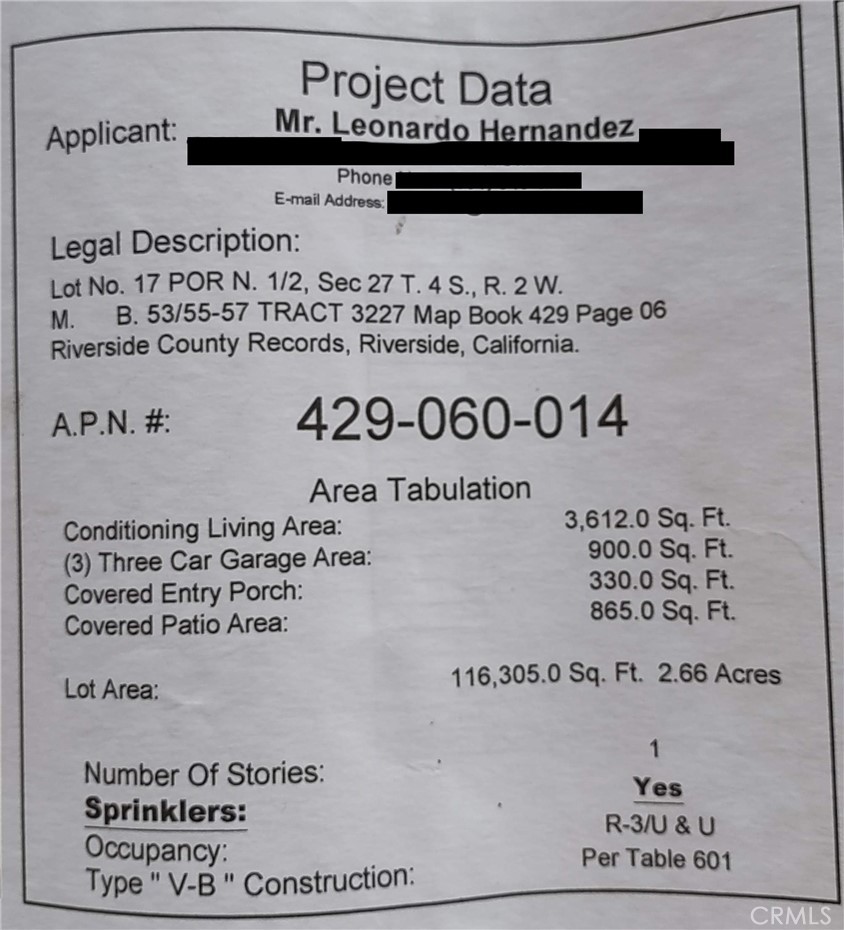 Project Data
Applicant: Mr. Leonardo Hernandez
Phone
E-mail Address:
Legal Description:
Lot No. 17 POR N. 1/2, Sec 27 T. 4 S., R. 2 W.
M. B. 53/55-57 TRACT 3227 Map Book 429 Page 06
Riverside County Records, Riverside, California.
A.P.N. #: 429-060-014
Area Tabulation
Conditioning Living Area: 3,612.0 Sq. Ft.
(3) Three Car Garage Area: 900.0 Sq. Ft.
Covered Entry Porch: 330.0 Sq. Ft.
Covered Patio Area: 865.0 Sq. Ft.
Lot Area: 116,305.0 Sq. Ft. 2.66 Acres
Number Of Stories: 1
Sprinklers: Yes
Occupancy: R-3/U & U
Type " V-B " Construction: Per Table 601
CRMLS